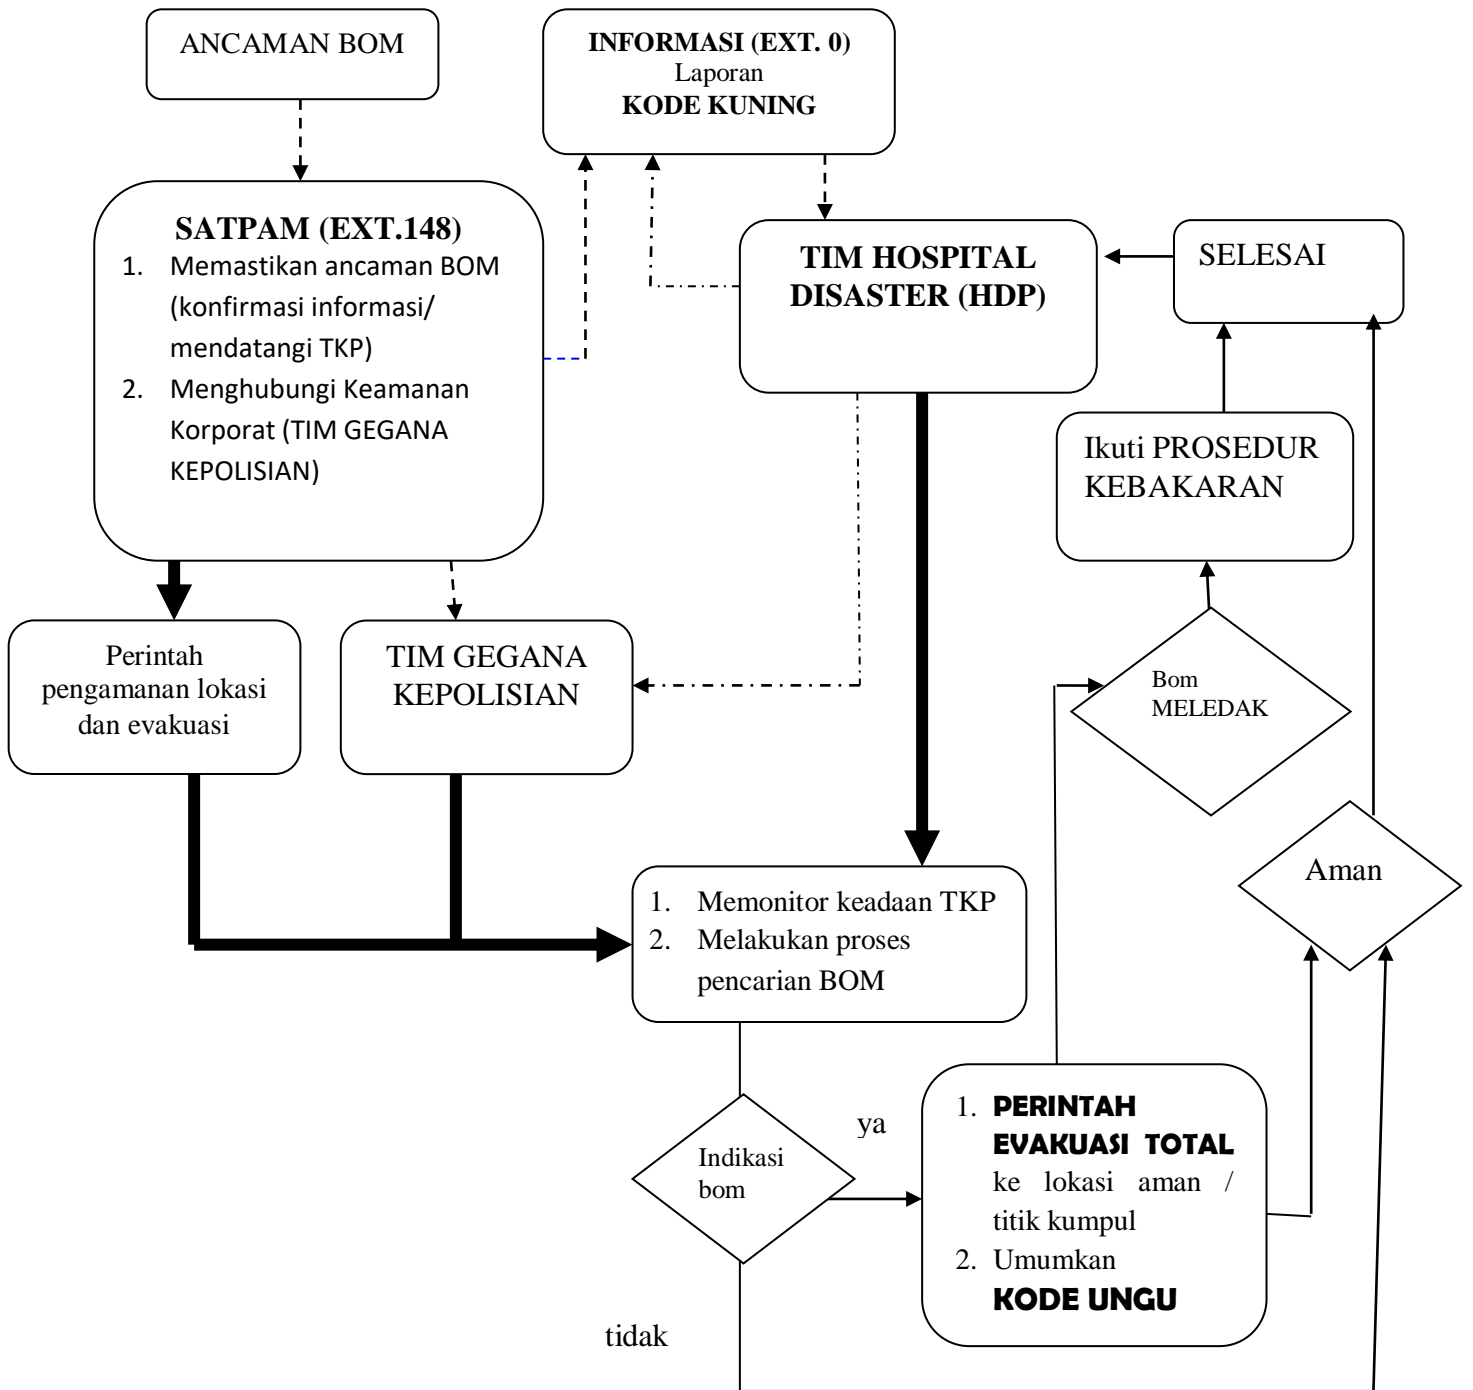 ANCAMAN BOM
INFORMASI (EXT. 0)
Laporan
KODE KUNING
SATPAM (EXT.148)
1. Memastikan ancaman BOM
(konfirmasi informasi/
mendatangi TKP)
2. Menghubungi Keamanan
Korporat (TIM GEGANA
KEPOLISIAN)
TIM HOSPITAL
DISASTER (HDP)
SELESAI
Ikuti PROSEDUR
KEBAKARAN
Perintah
pengamanan lokasi
dan evakuasi
TIM GEGANA
KEPOLISIAN
Bom
MELEDAK
Aman
1. Memonitor keadaan TKP
2. Melakukan proses
pencarian BOM
Indikasi
bom
ya
1. PERINTAH
EVAKUASI TOTAL
ke lokasi aman /
titik kumpul
2. Umumkan
KODE UNGU
tidak